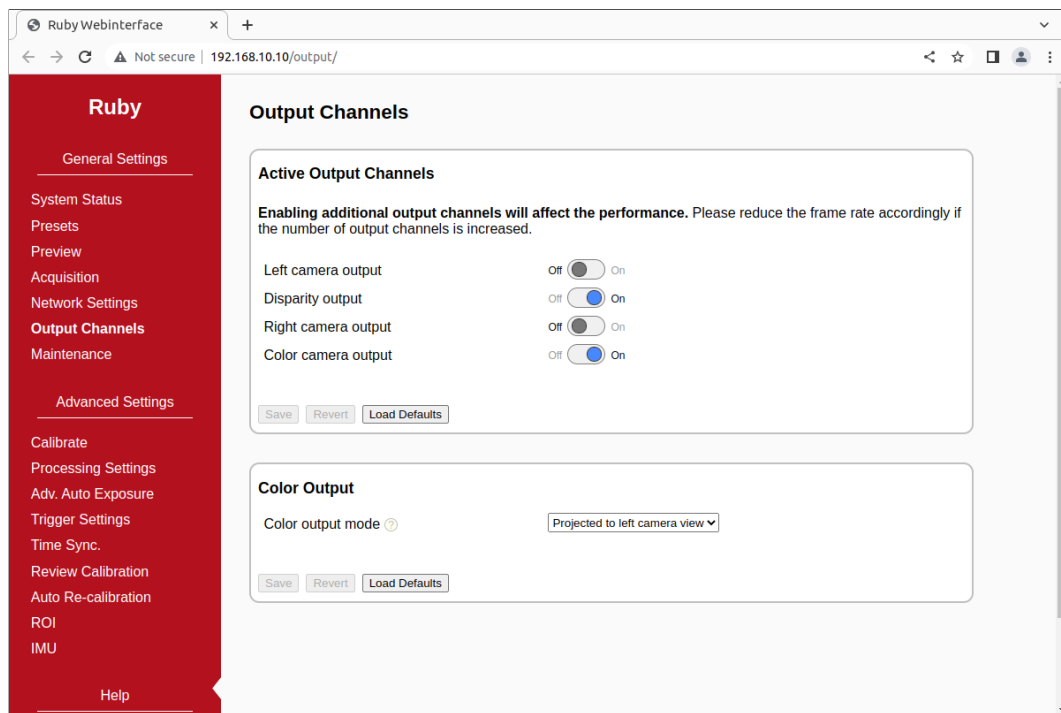 Ruby Webinterface
Not secure 192.168.10.10/output/
Ruby
General Settings
System Status
Presets
Preview
Acquisition
Network Settings
Output Channels
Maintenance
Advanced Settings
Calibrate
Processing Settings
Adv. Auto Exposure
Trigger Settings
Time Sync.
Review Calibration
Auto Re-calibration
ROI
IMU
Help
Output Channels
Active Output Channels
Enabling additional output channels will affect the performance. Please reduce the frame rate accordingly if
the number of output channels is increased.
Left camera output Off On
Disparity output Off On
Right camera output Off On
Color camera output Off On
Save Revert Load Defaults
Color Output
Color output mode ? Projected to left camera view
Save Revert Load Defaults